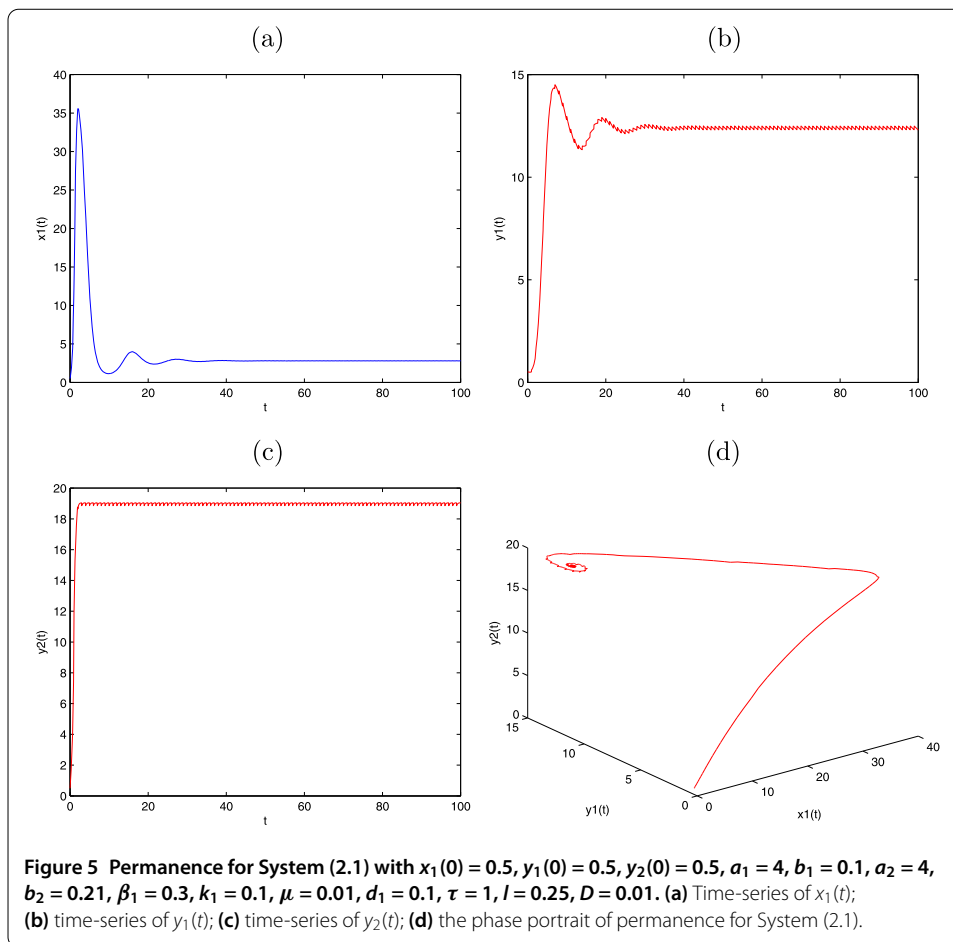 (a)
40
35
30
25
20
15
10
5
0
x1(t)
0 20 40 60 80 100
t
(b)
15
10
5
0
y1(t)
0 20 40 60 80 100
t
(c)
20
18
16
14
12
10
8
6
4
2
0
y2(t)
0 20 40 60 80 100
t
(d)
20
15
10
5
0
y2(t)
15
10
5
0
y1(t)
0
10
20
30
40
x1(t)
Figure 5 Permanence for System (2.1) with x₁(0) = 0.5, y₁(0) = 0.5, y₂(0) = 0.5, a₁ = 4, b₁ = 0.1, a₂ = 4,
b₂ = 0.21, β₁ = 0.3, k₁ = 0.1, μ = 0.01, d₁ = 0.1, τ = 1, l = 0.25, D = 0.01. (a) Time-series of x₁(t);
(b) time-series of y₁(t); (c) time-series of y₂(t); (d) the phase portrait of permanence for System (2.1).